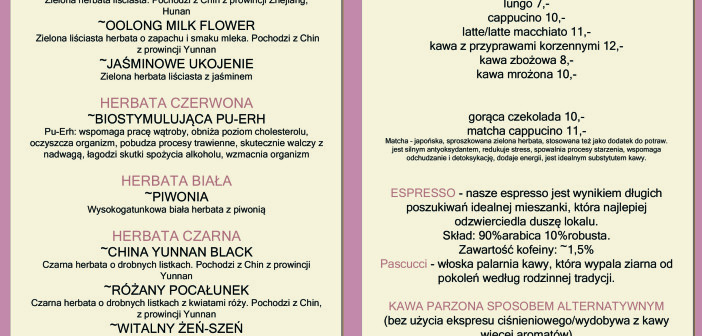 Zielona herbata liściasta. Pochodzi z Chin z prowincji Zhejiang,
Hunan
~OOLONG MILK FLOWER
Zielona liściasta herbata o zapachu i smaku mleka. Pochodzi z Chin
z prowincji Yunnan
~JAŚMINOWE UKOJENIE
Zielona herbata liściasta z jaśminem
HERBATA CZERWONA
~BIOSTYMULUJĄCA PU-ERH
Pu-Erh: wspomaga pracę wątroby, obniża poziom cholesterolu,
oczyszcza organizm, pobudza procesy trawienne, skutecznie walczy z
nadwagą, łagodzi skutki spożycia alkoholu, wzmacnia organizm
HERBATA BIAŁA
~PIWONIA
Wysokogatunkowa biała herbata z piwonią
HERBATA CZARNA
~CHINA YUNNAN BLACK
Czarna herbata o drobnych listkach. Pochodzi z Chin z prowincji
Yunnan
~RÓŻANY POCAŁUNEK
Czarna herbata o drobnych listkach z kwiatami róży. Pochodzi z Chin,
z prowincji Yunnan
~WITALNY ŻEŃ-SZEŃ
lungo 7,-
cappucino 10,-
latte/latte macchiato 11,-
kawa z przyprawami korzennymi 12,-
kawa zbożowa 8,-
kawa mrożona 10,-
gorąca czekolada 10,-
matcha cappucino 11,-
Matcha - japońska, sproszkowana zielona herbata, stosowana też jako dodatek do potraw.
jest silnym antyoksydantem, redukuje stres, spowalnia procesy starzenia, wspomaga
odchudzanie i detoksykację, dodaje energii, jest idealnym substytutem kawy.
ESPRESSO - nasze espresso jest wynikiem długich
poszukiwań idealnej mieszanki, która najlepiej
odzwierciedla duszę lokalu.
Skład: 90%arabica 10%robusta.
Zawartość kofeiny: ~1,5%
Pascucci - włoska palarnia kawy, która wypala ziarna od
pokoleń według rodzinnej tradycji.
KAWA PARZONA SPOSOBEM ALTERNATYWNYM
(bez użycia ekspresu ciśnieniowego/wydobywa z kawy
więcej aromatów)